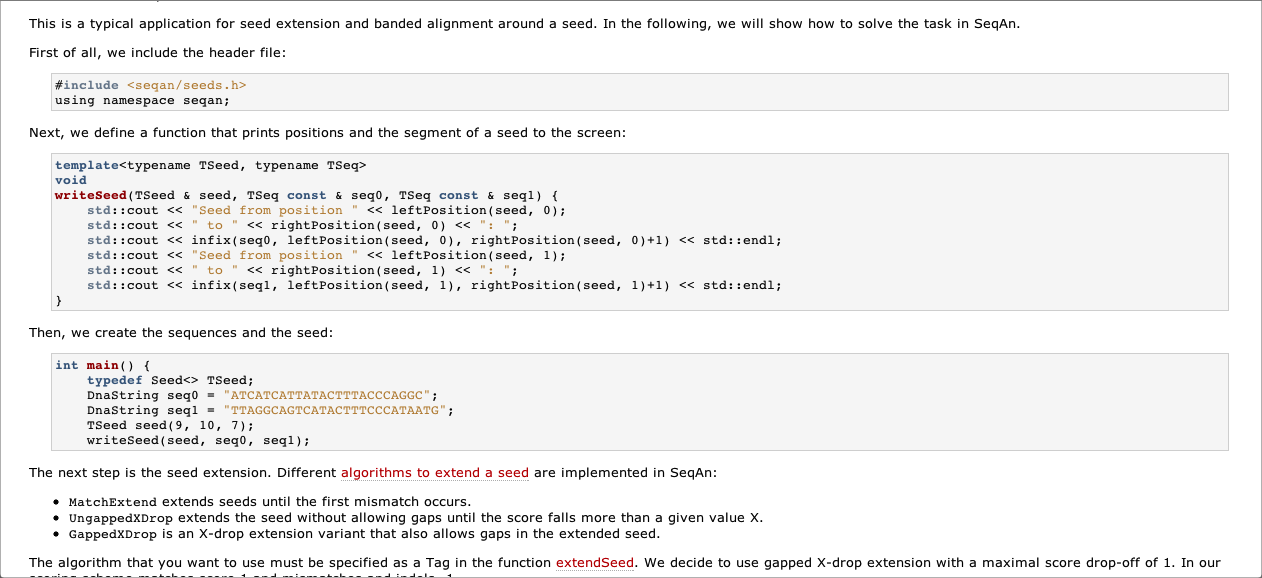 This is a typical application for seed extension and banded alignment around a seed. In the following, we will show how to solve the task in SeqAn.
First of all, we include the header file:
#include <seqan/seeds.h>
using namespace seqan;
Next, we define a function that prints positions and the segment of a seed to the screen:
template<typename TSeed, typename TSeq>
void
writeSeed(TSeed & seed, TSeq const & seq0, TSeq const & seq1) {
    std::cout << "Seed from position " << leftPosition(seed, 0);
    std::cout << " to " << rightPosition(seed, 0) << ": ";
    std::cout << infix(seq0, leftPosition(seed, 0), rightPosition(seed, 0)+1) << std::endl;
    std::cout << "Seed from position " << leftPosition(seed, 1);
    std::cout << " to " << rightPosition(seed, 1) << ": ";
    std::cout << infix(seq1, leftPosition(seed, 1), rightPosition(seed, 1)+1) << std::endl;
}
Then, we create the sequences and the seed:
int main() {
    typedef Seed<> TSeed;
    DnaString seq0 = "ATCATCATTATACTTTACCCAGGC";
    DnaString seq1 = "TTAGGCAGTCATACTTTCCCATAATG";
    TSeed seed(9, 10, 7);
    writeSeed(seed, seq0, seq1);
The next step is the seed extension. Different algorithms to extend a seed are implemented in SeqAn:
• MatchExtend extends seeds until the first mismatch occurs.
• UngappedXDrop extends the seed without allowing gaps until the score falls more than a given value X.
• GappedXDrop is an X-drop extension variant that also allows gaps in the extended seed.
The algorithm that you want to use must be specified as a Tag in the function extendSeed. We decide to use gapped X-drop extension with a maximal score drop-off of 1. In our
scoring scheme matches score 1 and mismatches and indels -1.